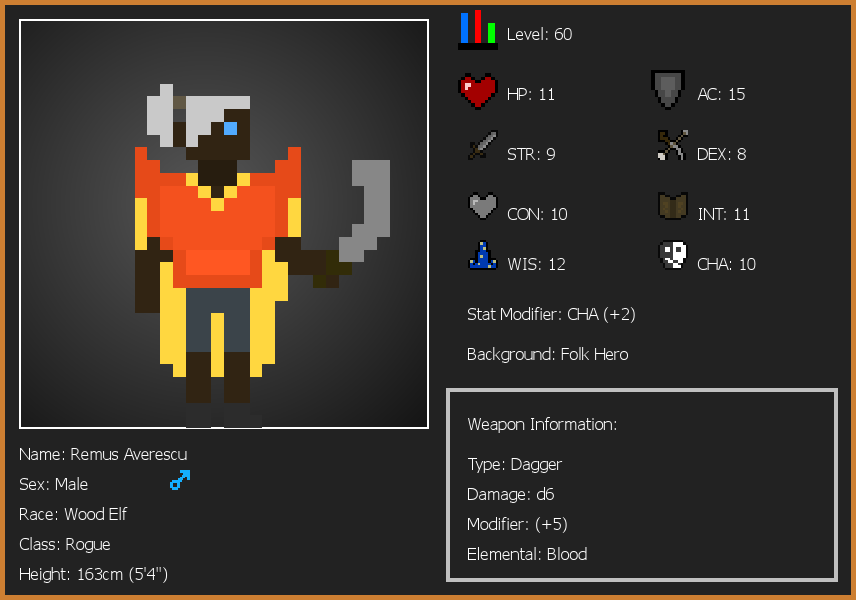 Level: 60
HP: 11
AC: 15
STR: 9
DEX: 8
CON: 10
INT: 11
WIS: 12
CHA: 10
Stat Modifier: CHA (+2)
Background: Folk Hero
Weapon Information:
Type: Dagger
Damage: d6
Modifier: (+5)
Elemental: Blood
Name: Remus Averescu
Sex: Male
Race: Wood Elf
Class: Rogue
Height: 163cm (5'4")